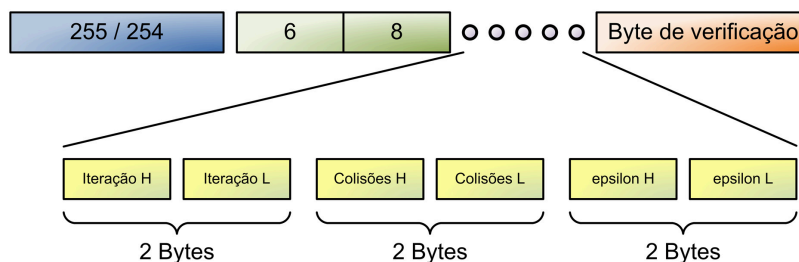 255 / 254
6
8
Byte de verificação
Iteração H
Iteração L
Colisões H
Colisões L
epsilon H
epsilon L
2 Bytes
2 Bytes
2 Bytes